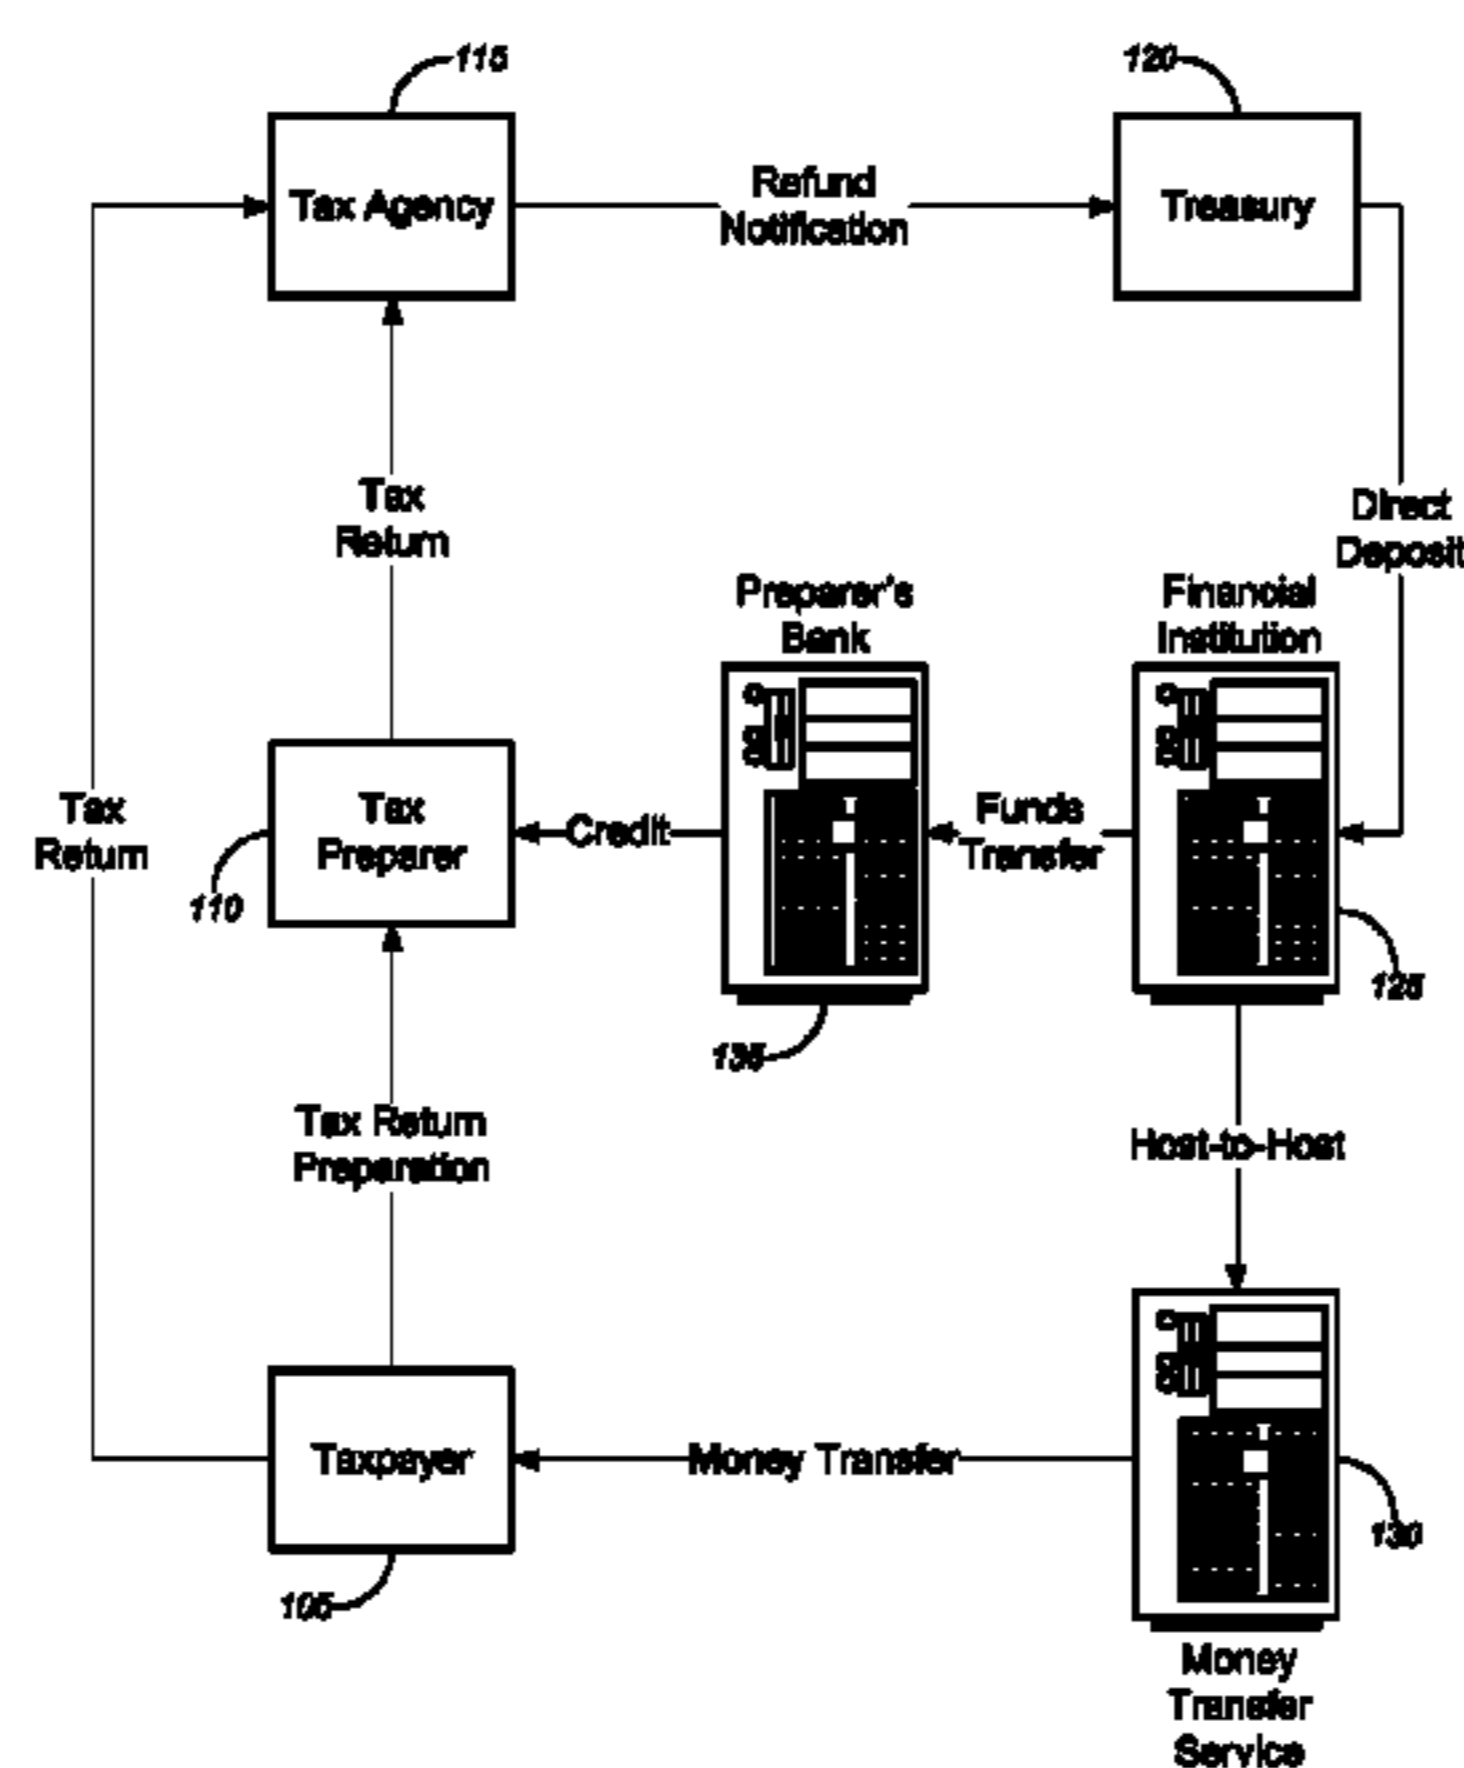 115
120
Tax Agency
Refund
Notification
Treasury
Tax
Return
Direct
Deposit
Preparer's
Bank
Financial
Institution
Tax
Return
Tax
Preparer
Credit
Funds
Transfer
110
125
135
Tax Return
Preparation
Host-to-Host
Taxpayer
Money Transfer
130
105
Money
Transfer
Service